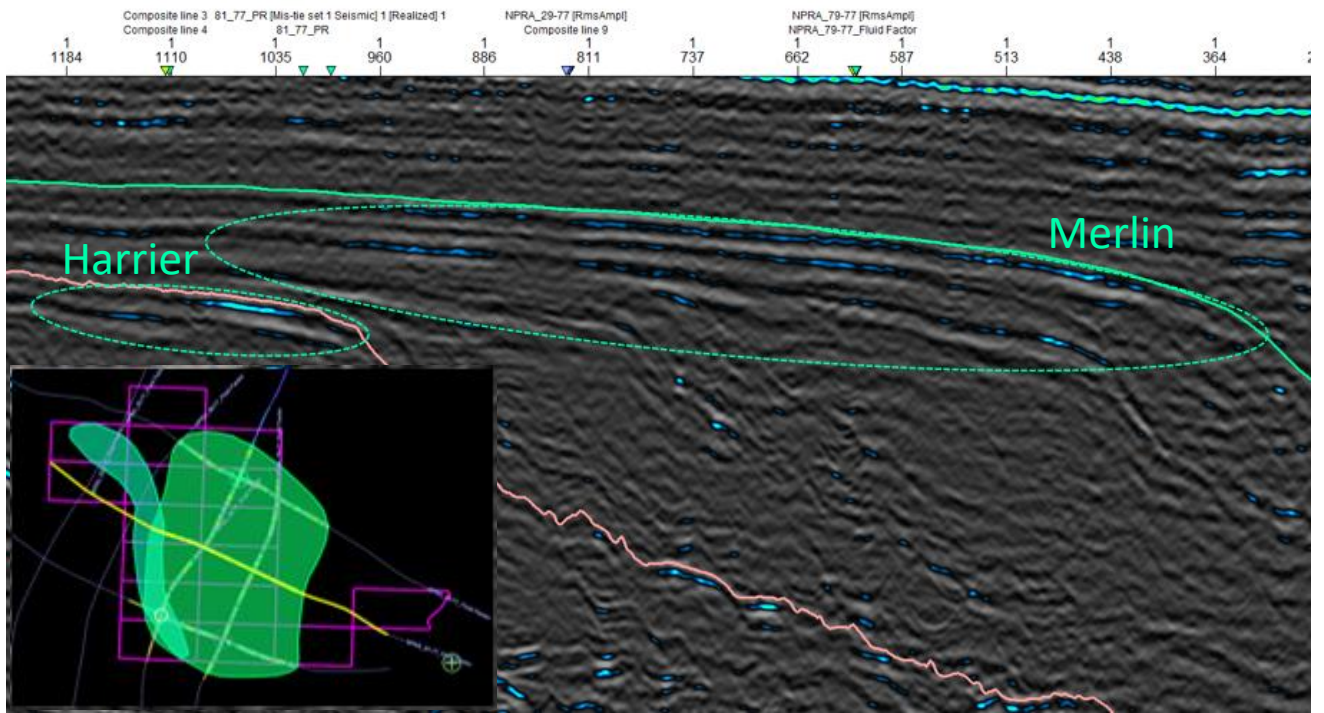 Composite line 3 81_77_PR [Mis-tie set 1 Seismic] 1 [Realized] 1 NPRA_29-77 [RmsAmpl] NPRA_79-77 [RmsAmpl]
Composite line 4 81_77_PR Composite line 9 NPRA_79-77_Fluid Factor
1 1 1 1 1 1 1 1 1 1 1 1
1184 1110 1035 960 886 811 737 662 587 513 438 364 2
Merlin
Harrier